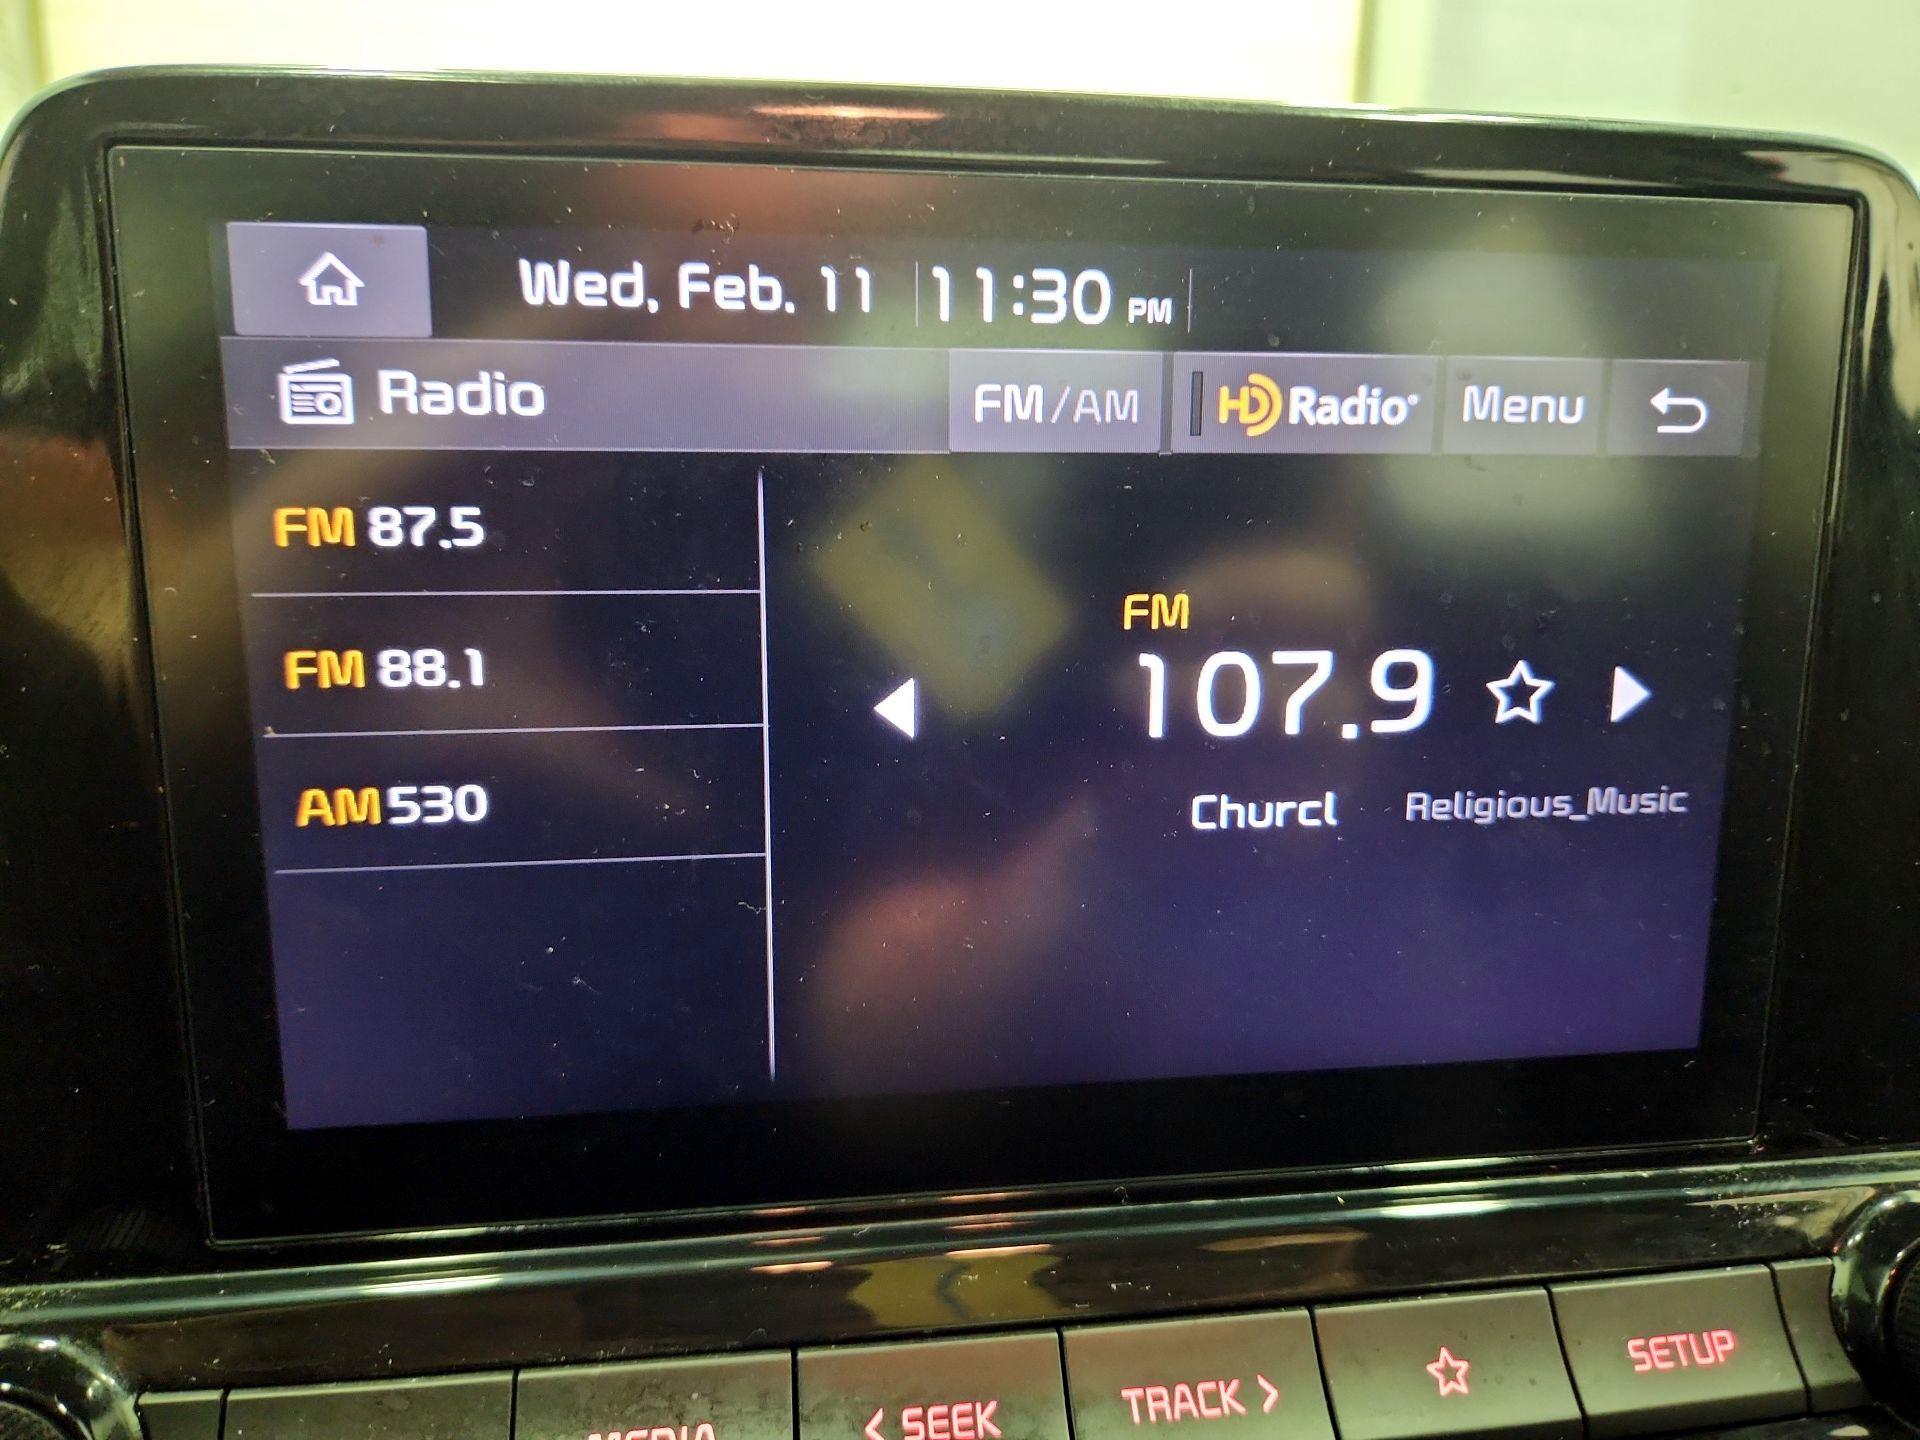 Wed, Feb. 11 11:30 PM
Radio FM/AM HD Radio Menu
FM 87.5
FM 88.1
AM 530
FM
107.9
Churcl Religious_Music
MEDIA < SEEK TRACK > SETUP